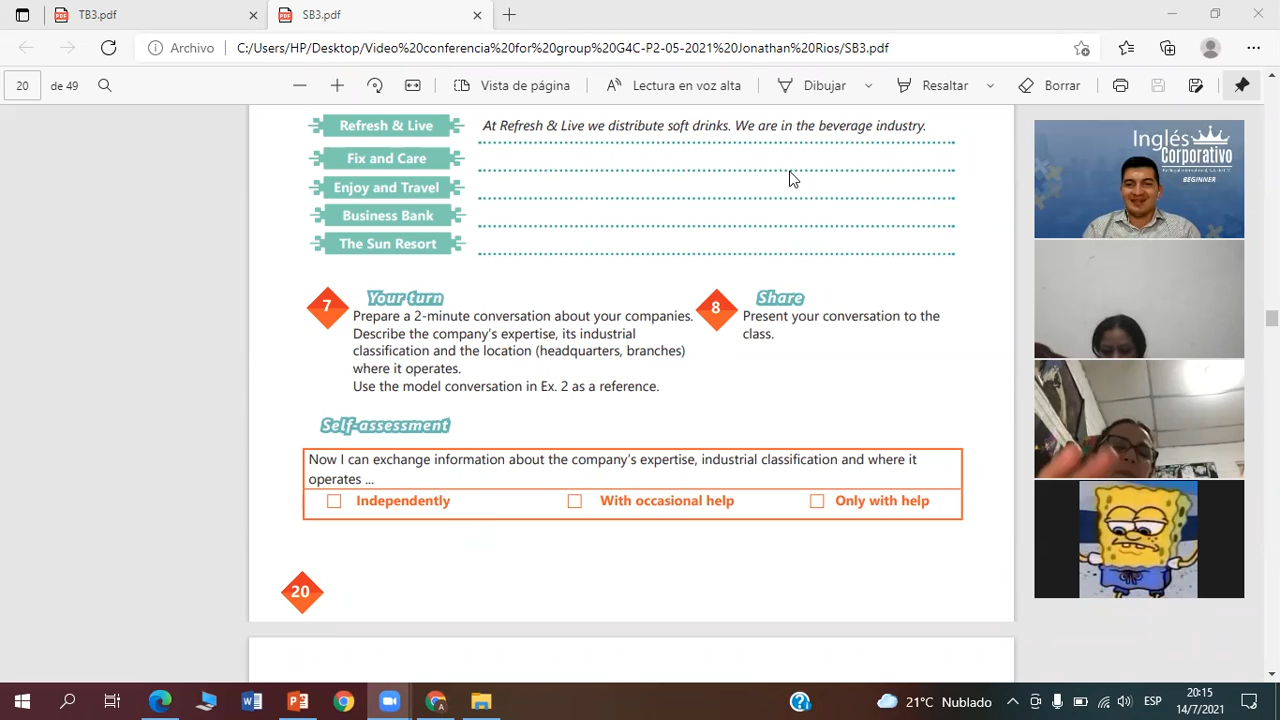 TB3.pdf
SB3.pdf
Archivo
C:/Users/HP/Desktop/Video%20conferencia%20for%20group%20G4C-P2-05-2021%20Jonathan%20Rios/SB3.pdf
20 de 49
Vista de página
Lectura en voz alta
Dibujar
Resaltar
Borrar
Refresh & Live
At Refresh & Live we distribute soft drinks. We are in the beverage industry.
Fix and Care
Enjoy and Travel
Business Bank
The Sun Resort
7
Your turn
Prepare a 2-minute conversation about your companies.
Describe the company's expertise, its industrial
classification and the location (headquarters, branches)
where it operates.
Use the model conversation in Ex. 2 as a reference.
8
Share
Present your conversation to the
class.
Self-assessment
Now I can exchange information about the company's expertise, industrial classification and where it
operates ...
Independently
With occasional help
Only with help
20
Inglés
Corporativo
BEGINNER
21°C Nublado
ESP
20:15
14/7/2021